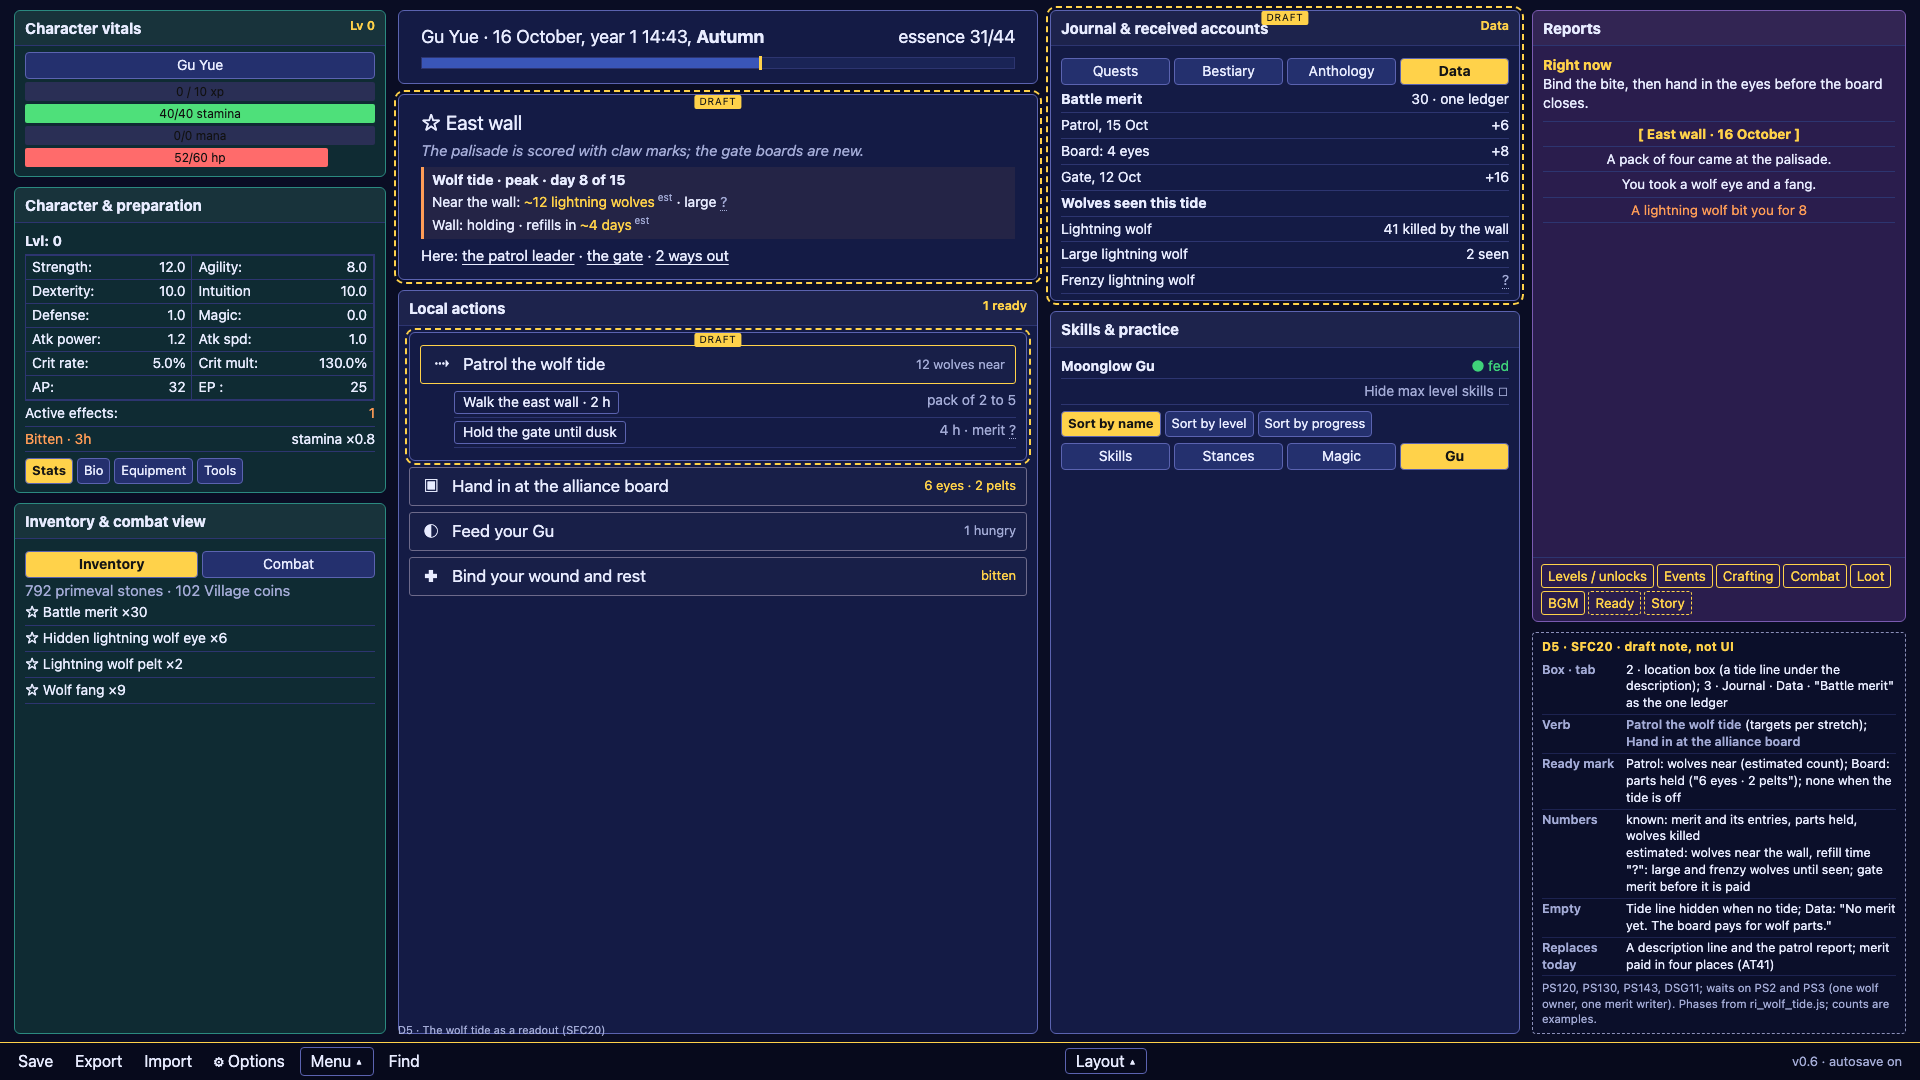 Character vitals
Lv 0
Gu Yue
0 / 10 xp
40/40 stamina
0/0 mana
52/60 hp
Character & preparation
Lvl: 0
Strength: 12.0 Agility: 8.0
Dexterity: 10.0 Intuition 10.0
Defense: 1.0 Magic: 0.0
Atk power: 1.2 Atk spd: 1.0
Crit rate: 5.0% Crit mult: 130.0%
AP: 32 EP : 25
Active effects: 1
Bitten · 3h stamina ×0.8
Stats Bio Equipment Tools
Inventory & combat view
Inventory Combat
792 primeval stones · 102 Village coins
☆ Battle merit ×30
☆ Hidden lightning wolf eye ×6
☆ Lightning wolf pelt ×2
☆ Wolf fang ×9
Gu Yue · 16 October, year 1 14:43, Autumn essence 31/44
DRAFT
☆ East wall
The palisade is scored with claw marks; the gate boards are new.
Wolf tide · peak · day 8 of 15
Near the wall: ~12 lightning wolves est · large ?
Wall: holding · refills in ~4 days est
Here: the patrol leader · the gate · 2 ways out
Local actions 1 ready
DRAFT
Patrol the wolf tide 12 wolves near
Walk the east wall · 2 h pack of 2 to 5
Hold the gate until dusk 4 h · merit ?
Hand in at the alliance board 6 eyes · 2 pelts
Feed your Gu 1 hungry
Bind your wound and rest bitten
D5 · The wolf tide as a readout (SFC20)
DRAFT
Journal & received accounts Data
Quests Bestiary Anthology Data
Battle merit 30 · one ledger
Patrol, 15 Oct +6
Board: 4 eyes +8
Gate, 12 Oct +16
Wolves seen this tide
Lightning wolf 41 killed by the wall
Large lightning wolf 2 seen
Frenzy lightning wolf ?
Skills & practice
Moonglow Gu fed
Hide max level skills
Sort by name Sort by level Sort by progress
Skills Stances Magic Gu
Reports
Right now
Bind the bite, then hand in the eyes before the board
closes.
[ East wall · 16 October ]
A pack of four came at the palisade.
You took a wolf eye and a fang.
A lightning wolf bit you for 8
Levels / unlocks Events Crafting Combat Loot
BGM Ready Story
D5 · SFC20 · draft note, not UI
Box · tab 2 · location box (a tide line under the
description); 3 · Journal · Data · "Battle merit"
as the one ledger
Verb Patrol the wolf tide (targets per stretch);
Hand in at the alliance board
Ready mark Patrol: wolves near (estimated count); Board:
parts held ("6 eyes · 2 pelts"); none when the
tide is off
Numbers known: merit and its entries, parts held,
wolves killed
estimated: wolves near the wall, refill time
"?": large and frenzy wolves until seen; gate
merit before it is paid
Empty Tide line hidden when no tide; Data: "No merit
yet. The board pays for wolf parts."
Replaces A description line and the patrol report; merit
today paid in four places (AT41)
PS120, PS130, PS143, DSG11; waits on PS2 and PS3 (one wolf
owner, one merit writer). Phases from ri_wolf_tide.js; counts are
examples.
Save Export Import ⚙ Options Menu ▴ Find Layout ▴ v0.6 · autosave on